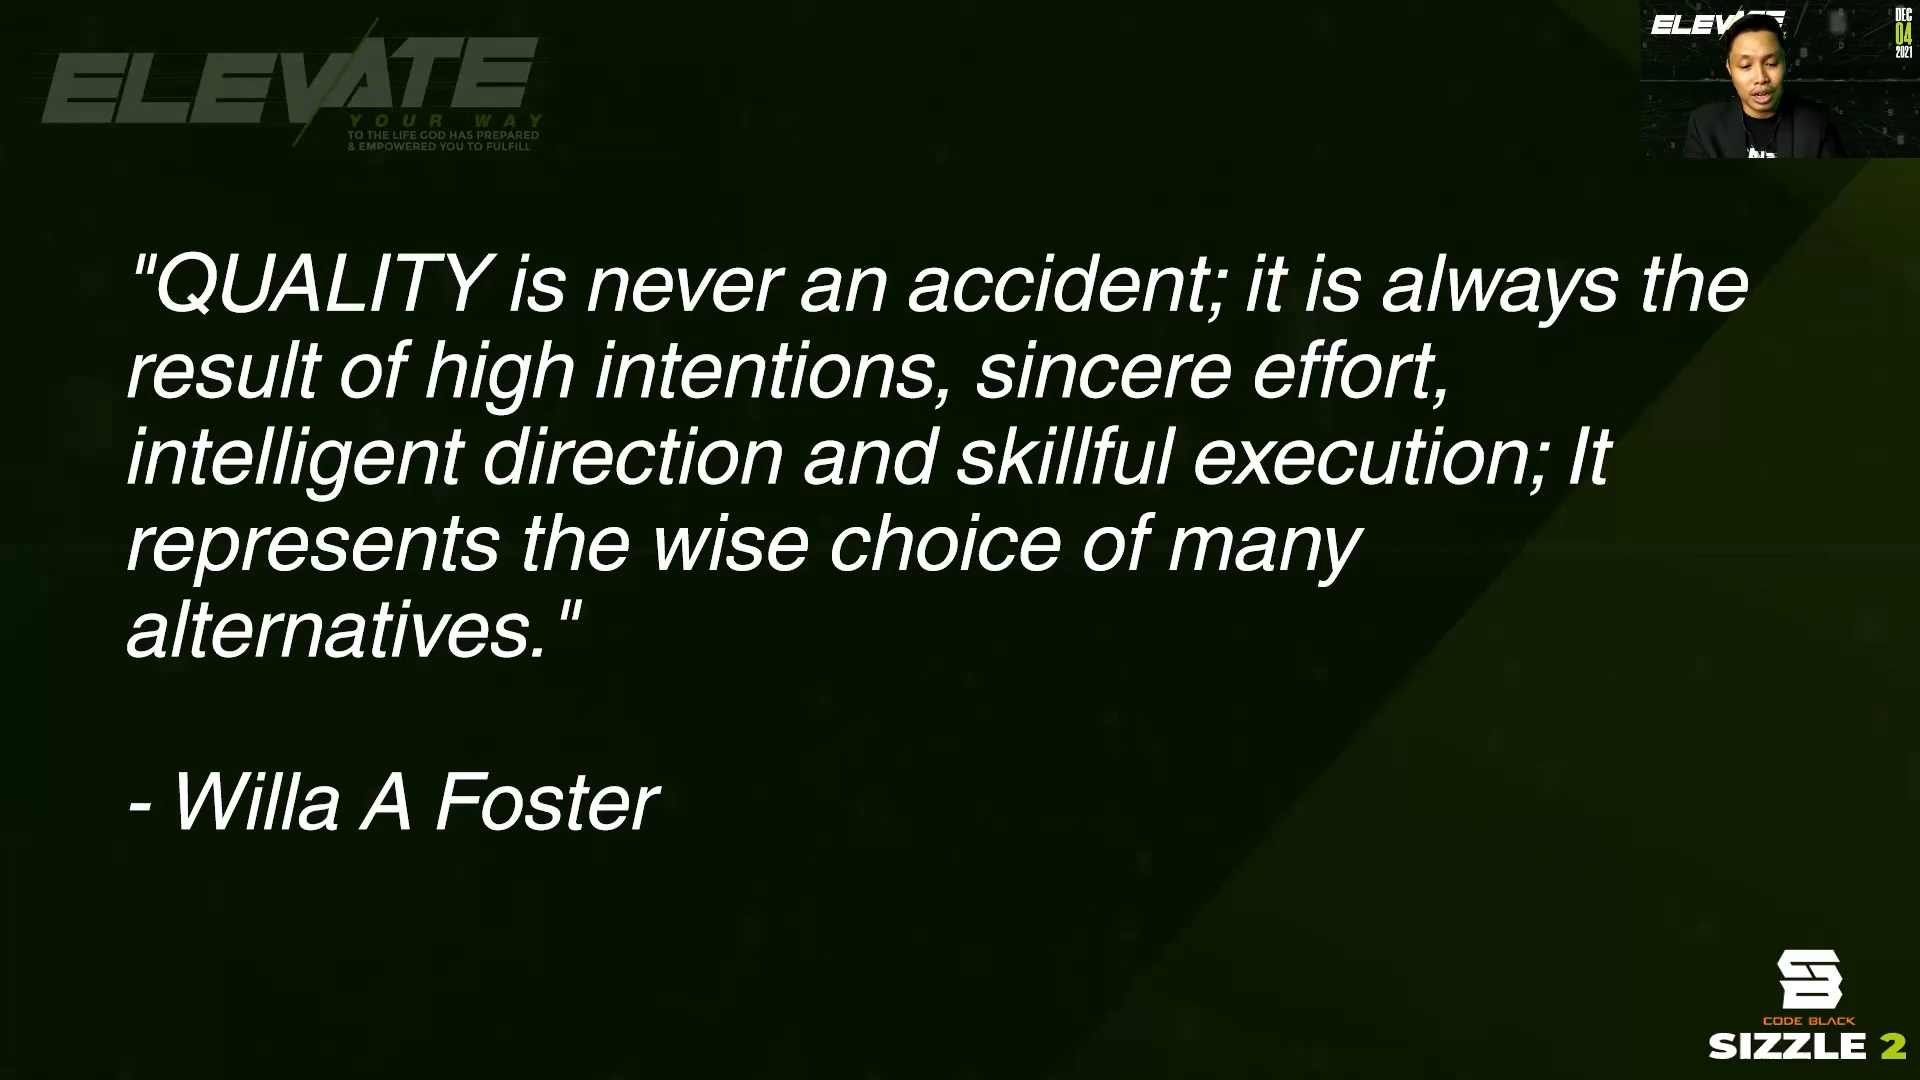 ELEVATE
YOUR WAY
TO THE LIFE GOD HAS PREPARED
& EMPOWERED YOU TO FULFILL
DEC
04
2021
"QUALITY is never an accident; it is always the
result of high intentions, sincere effort,
intelligent direction and skillful execution; It
represents the wise choice of many
alternatives."
- Willa A Foster
CODE BLACK
SIZZLE 2